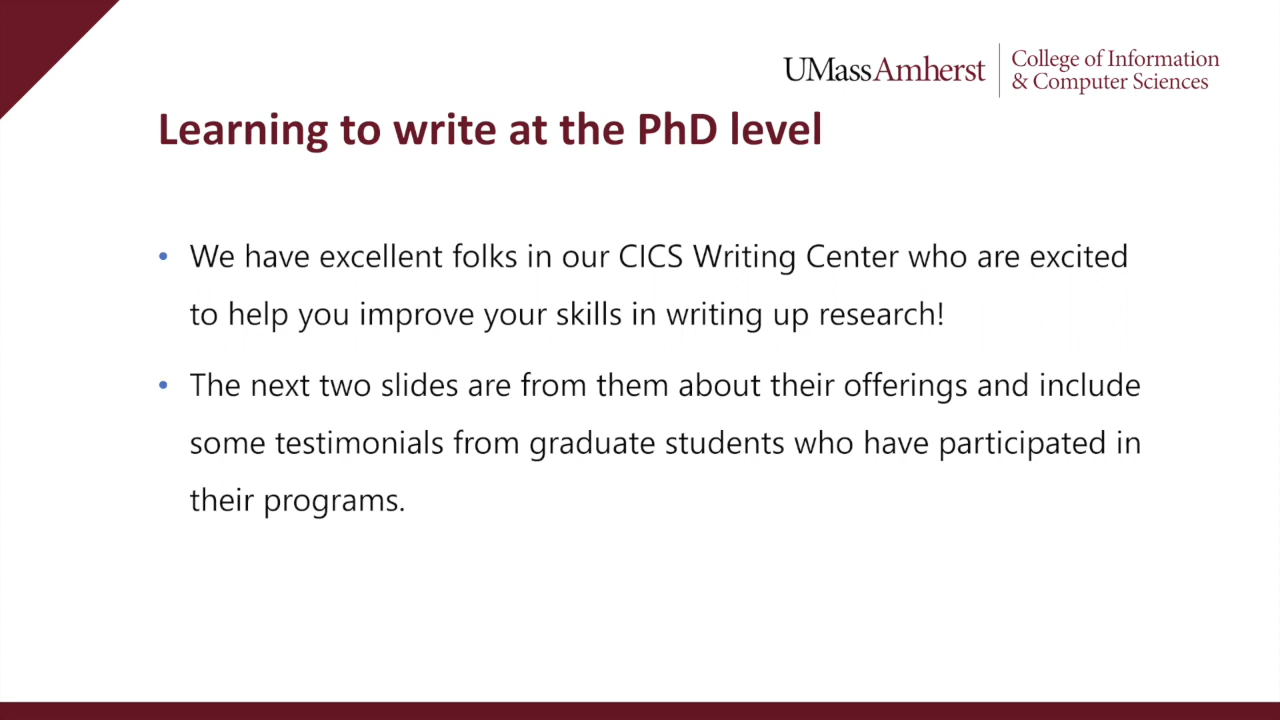 UMassAmherst
College of Information
& Computer Sciences
Learning to write at the PhD level
• We have excellent folks in our CICS Writing Center who are excited
to help you improve your skills in writing up research!
• The next two slides are from them about their offerings and include
some testimonials from graduate students who have participated in
their programs.